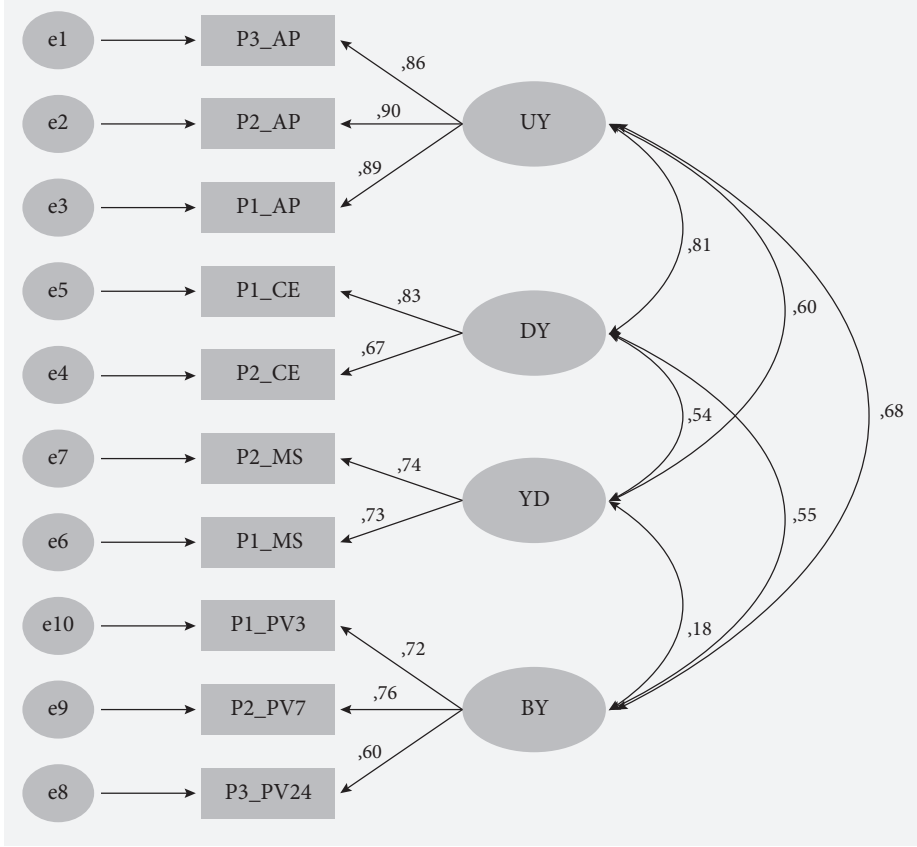 e1
P3_AP
,86
e2
P2_AP
,90
UY
e3
P1_AP
,89
,81
e5
P1_CE
,83
,60
DY
e4
P2_CE
,67
,54
,68
e7
P2_MS
,74
YD
e6
P1_MS
,73
,55
e10
P1_PV3
,72
,18
e9
P2_PV7
,76
BY
e8
P3_PV24
,60